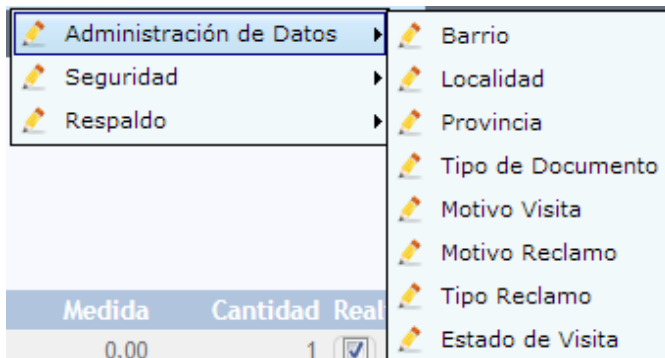 Administración de Datos
Seguridad
Respaldo
Barrio
Localidad
Provincia
Tipo de Documento
Motivo Visita
Motivo Reclamo
Tipo Reclamo
Estado de Visita
Medida Cantidad
0.00 1